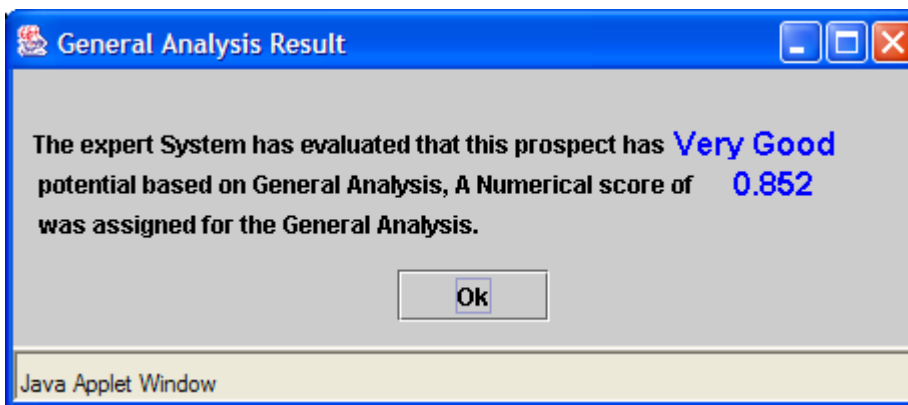 General Analysis Result
The expert System has evaluated that this prospect has Very Good
potential based on General Analysis, A Numerical score of 0.852
was assigned for the General Analysis.
Ok
Java Applet Window